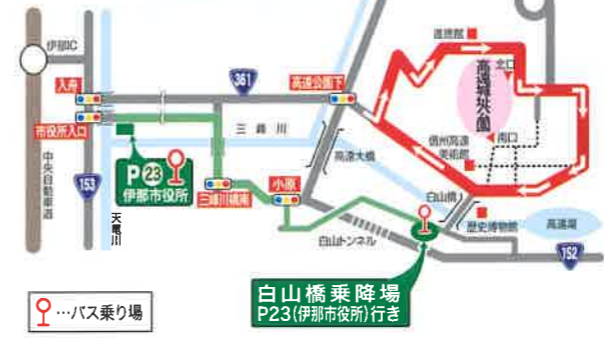 伊那IC
入舟
市役所入口
中央自動車道
153
天竜川
P23
伊那市役所
361
三峰川
三峰川橋南
小原
高遠公園下
高遠大橋
進徳館
北口
高遠城址公園
南口
信州高遠
美術館
白山橋
歴史博物館
高遠湖
152
白山トンネル
白山橋乗降場
P23(伊那市役所)行き
…バス乗り場